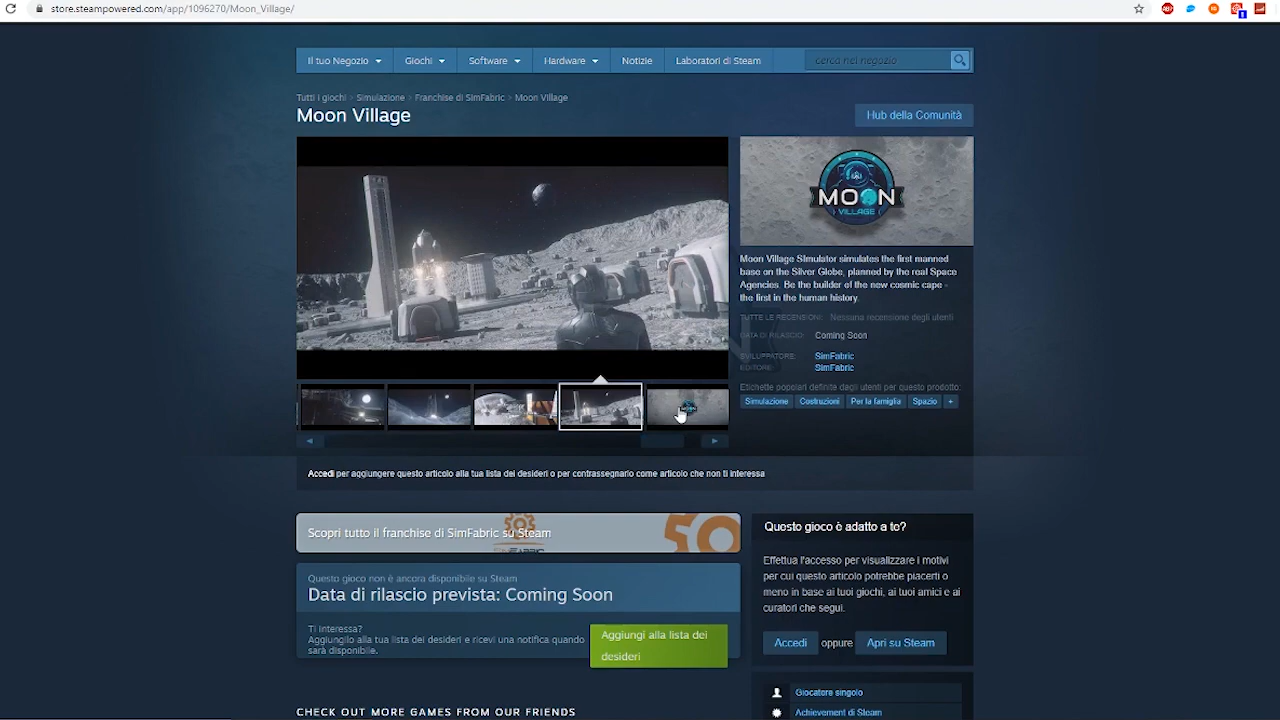 store.steampowered.com/app/1096270/Moon_Village/
Il tuo Negozio Giochi Software Hardware Notizie Laboratori di Steam cerca nel negozio
Tutti i giochi > Simulazione > Franchise di SimFabric > Moon Village
Moon Village
Hub della Comunità
MOON
VILLAGE
Moon Village SImulator simulates the first manned
base on the Silver Globe, planned by the real Space
Agencies. Be the builder of the new cosmic cape -
the first in the human history.
TUTTE LE RECENSIONI: Nessuna recensione degli utenti
DATA DI RILASCIO: Coming Soon
SVILUPPATORE: SimFabric
EDITORE: SimFabric
Etichette popolari definite dagli utenti per questo prodotto:
Simulazione Costruzioni Per la famiglia Spazio +
Accedi per aggiungere questo articolo alla tua lista dei desideri o per contrassegnarlo come articolo che non ti interessa
Scopri tutto il franchise di SimFabric su Steam
Questo gioco non è ancora disponibile su Steam
Data di rilascio prevista: Coming Soon
Ti interessa?
Aggiungilo alla tua lista dei desideri e ricevi una notifica quando
sarà disponibile.
Aggiungi alla lista dei
desideri
Questo gioco è adatto a te?
Effettua l'accesso per visualizzare i motivi
per cui questo articolo potrebbe piacerti o
meno in base ai tuoi giochi, ai tuoi amici e ai
curatori che segui.
Accedi oppure Apri su Steam
Giocatore singolo
Achievement di Steam
CHECK OUT MORE GAMES FROM OUR FRIENDS